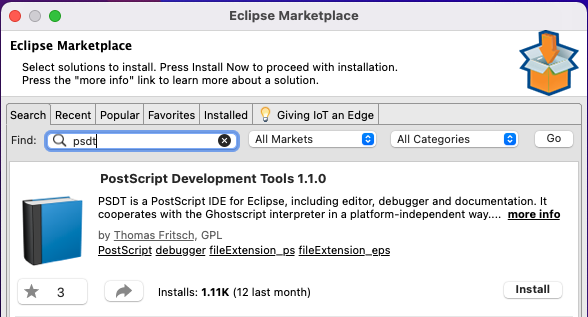 Eclipse Marketplace
Eclipse Marketplace
Select solutions to install. Press Install Now to proceed with installation.
Press the "more info" link to learn more about a solution.
Search Recent Popular Favorites Installed Giving IoT an Edge
Find: psdt All Markets All Categories Go
PostScript Development Tools 1.1.0
PSDT is a PostScript IDE for Eclipse, including editor, debugger and documentation. It
cooperates with the Ghostscript interpreter in a platform-independent way.... more info
by Thomas Fritsch, GPL
PostScript debugger fileExtension_ps fileExtension_eps
3 Installs: 1.11K (12 last month) Install